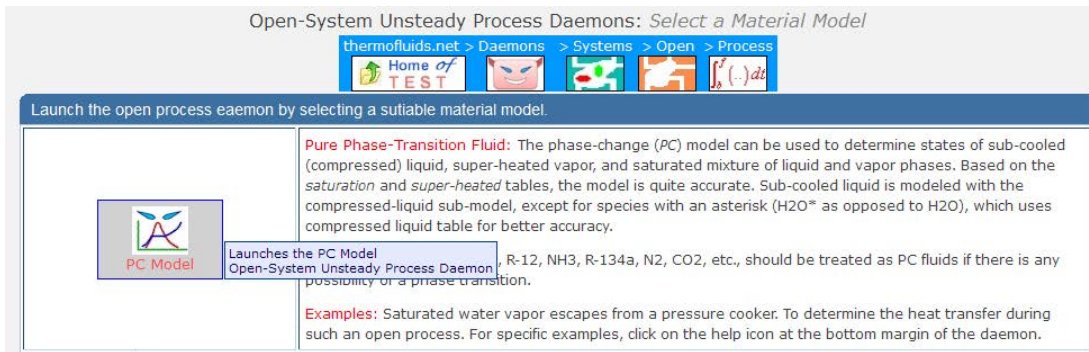 Open-System Unsteady Process Daemons: Select a Material Model
thermofluids.net > Daemons > Systems > Open > Process
Home of
TEST
∫ᵇᶠ(..)dt
Launch the open process eaemon by selecting a sutiable material model.
Pure Phase-Transition Fluid: The phase-change (PC) model can be used to determine states of sub-cooled
(compressed) liquid, super-heated vapor, and saturated mixture of liquid and vapor phases. Based on the
saturation and super-heated tables, the model is quite accurate. Sub-cooled liquid is modeled with the
compressed-liquid sub-model, except for species with an asterisk (H2O* as opposed to H2O), which uses
compressed liquid table for better accuracy.
PC Model
Launches the PC Model
Open-System Unsteady Process Daemon
, R-12, NH3, R-134a, N2, CO2, etc., should be treated as PC fluids if there is any
possibility of a phase transition.
Examples: Saturated water vapor escapes from a pressure cooker. To determine the heat transfer during
such an open process. For specific examples, click on the help icon at the bottom margin of the daemon.